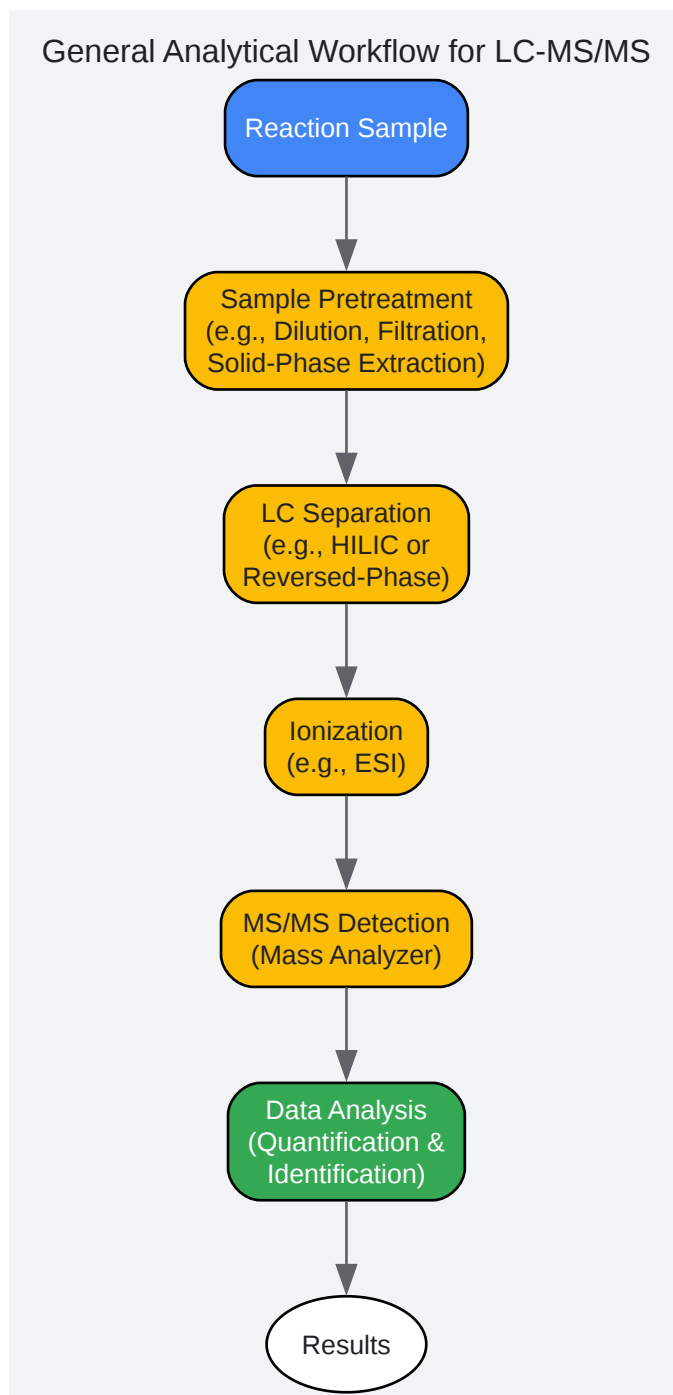 General Analytical Workflow for LC-MS/MS
Reaction Sample
Sample Pretreatment
(e.g., Dilution, Filtration,
Solid-Phase Extraction)
LC Separation
(e.g., HILIC or
Reversed-Phase)
Ionization
(e.g., ESI)
MS/MS Detection
(Mass Analyzer)
Data Analysis
(Quantification &
Identification)
Results